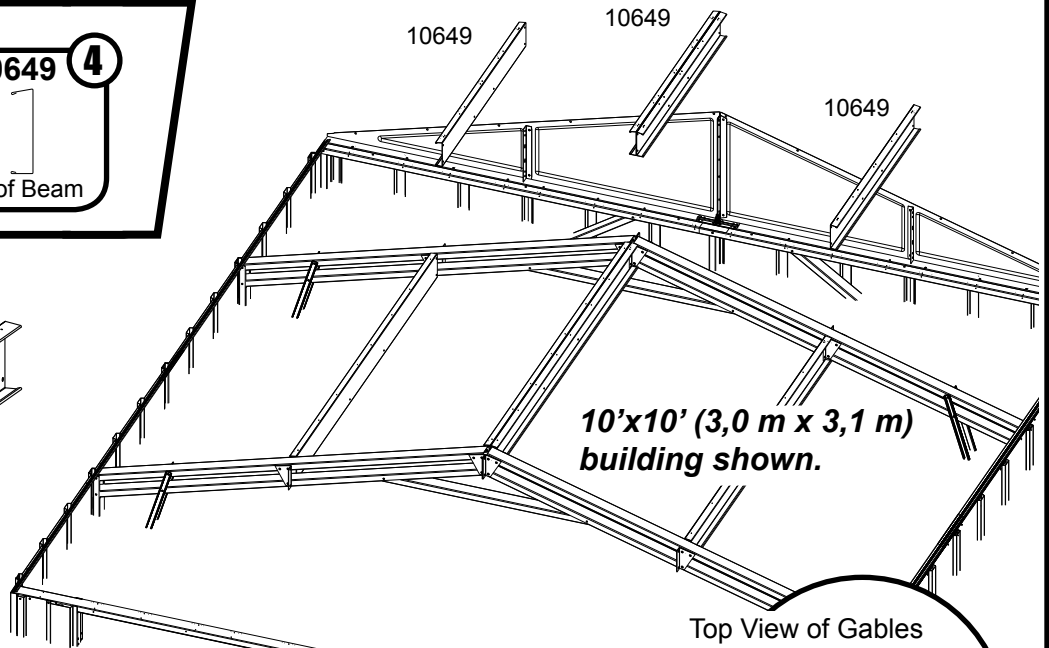 0649 4
of Beam
10649
10649
10649
10'x10' (3,0 m x 3,1 m)
building shown.
Top View of Gables